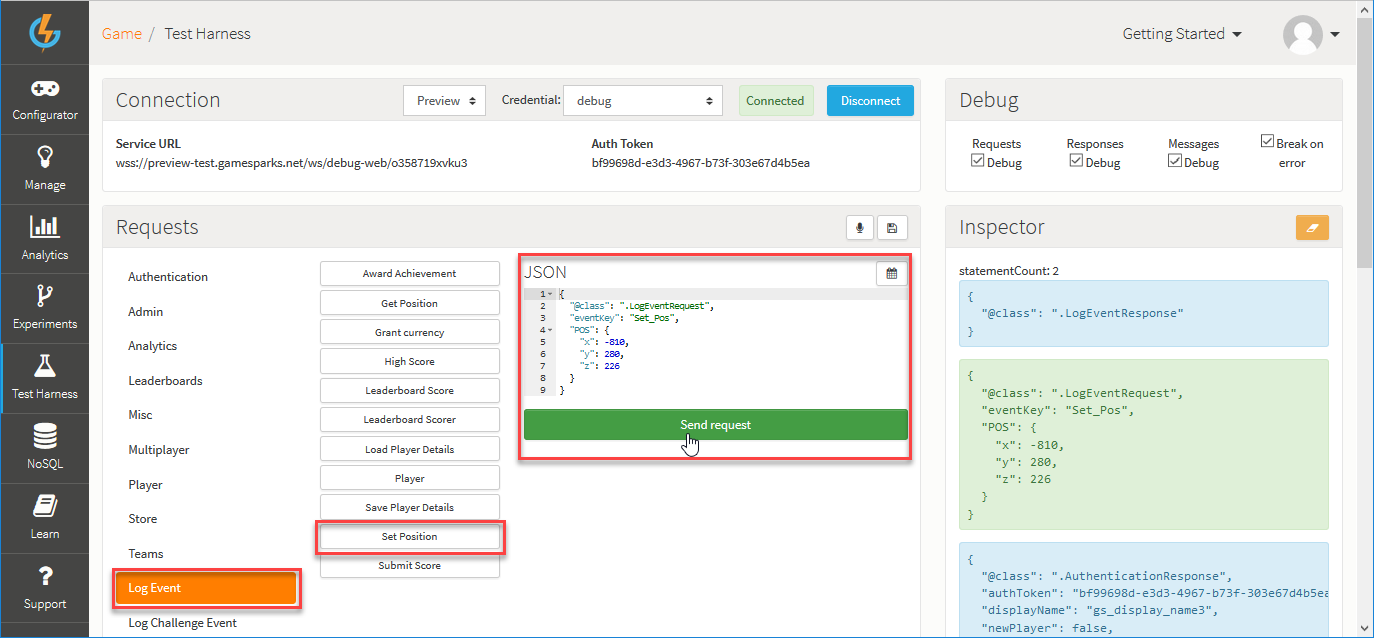 Game / Test Harness
Getting Started
Configurator
Manage
Analytics
Experiments
Test Harness
NoSQL
Learn
Support
Connection
Preview
Credential:
debug
Connected
Disconnect
Service URL
wss://preview-test.gamesparks.net/ws/debug-web/o358719xvku3
Auth Token
bf99698d-e3d3-4967-b73f-303e67d4b5ea
Debug
Requests
Debug
Responses
Debug
Messages
Debug
Break on
error
Requests
Authentication
Admin
Analytics
Leaderboards
Misc
Multiplayer
Player
Store
Teams
Log Event
Log Challenge Event
Award Achievement
Get Position
Grant currency
High Score
Leaderboard Score
Leaderboard Scorer
Load Player Details
Player
Save Player Details
Set Position
Submit Score
JSON
1 {
2 "@class": ".LogEventRequest",
3 "eventKey": "Set_Pos",
4 "POS": {
5 "x": -810,
6 "y": 280,
7 "z": 226
8 }
9 }
Send request
Inspector
statementCount: 2
{
"@class": ".LogEventResponse"
}
{
"@class": ".LogEventRequest",
"eventKey": "Set_Pos",
"POS": {
"x": -810,
"y": 280,
"z": 226
}
}
{
"@class": ".AuthenticationResponse",
"authToken": "bf99698d-e3d3-4967-b73f-303e67d4b5ea
"displayName": "gs_display_name3",
"newPlayer": false,